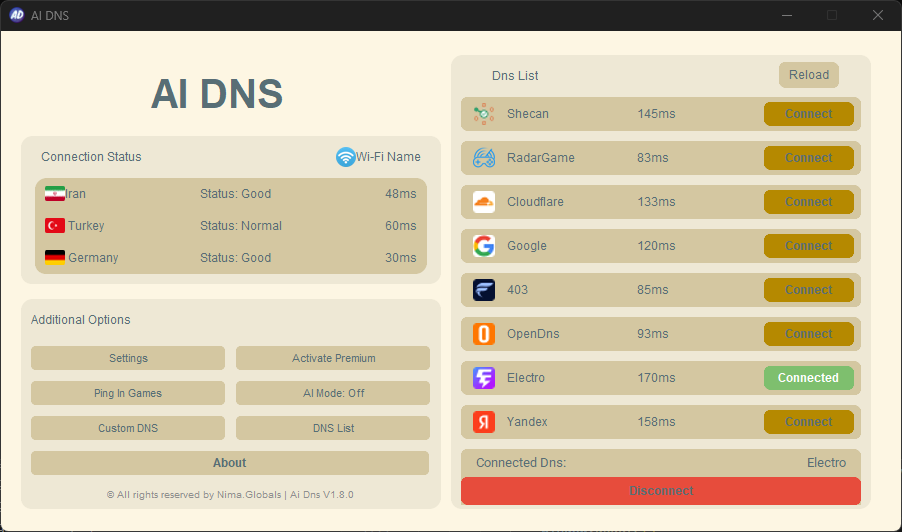 AD AI DNS
AI DNS
Connection Status Wi-Fi Name
Iran Status: Good 48ms
Turkey Status: Normal 60ms
Germany Status: Good 30ms
Additional Options
Settings Activate Premium
Ping In Games AI Mode: Off
Custom DNS DNS List
About
© All rights reserved by Nima.Globals | Ai Dns V1.8.0
Dns List Reload
Shecan 145ms Connect
RadarGame 83ms Connect
Cloudflare 133ms Connect
Google 120ms Connect
403 85ms Connect
OpenDns 93ms Connect
Electro 170ms Connected
Я Yandex 158ms Connect
Connected Dns: Electro
Disconnect